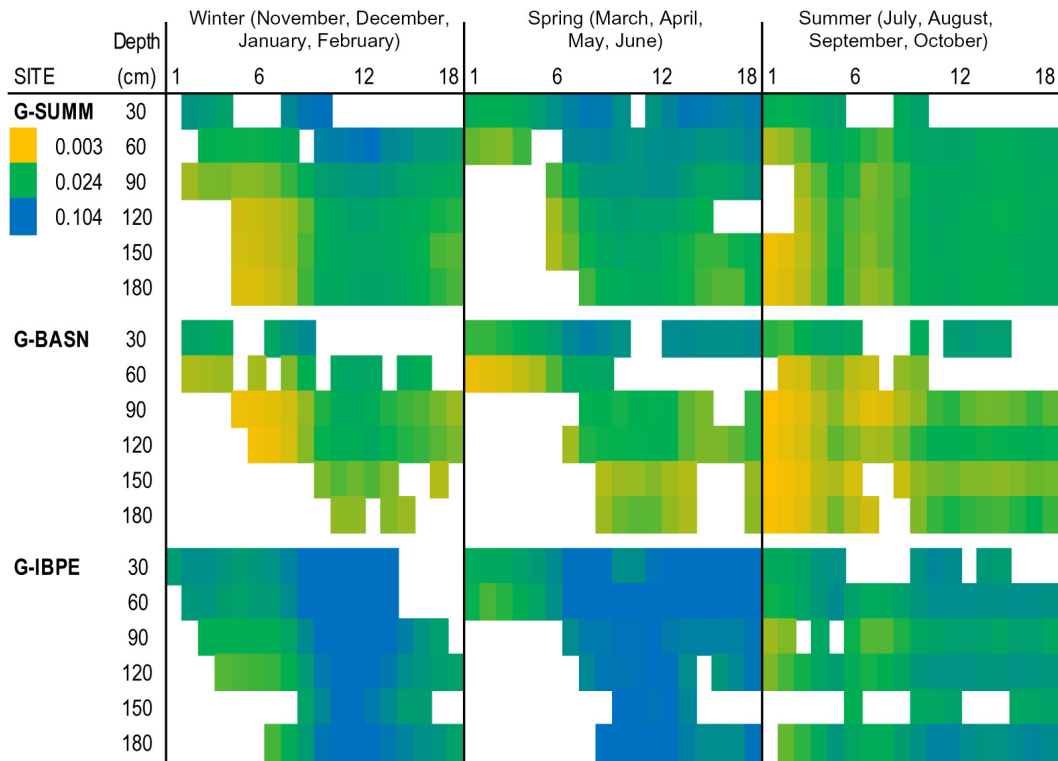 Winter (November, December,
January, February)
Spring (March, April,
May, June)
Summer (July, August,
September, October)
Depth
SITE (cm) 1 6 12 18 1 6 12 18 1 6 12 18
G-SUMM 30
0.003 60
0.024 90
0.104 120
150
180
G-BASN 30
60
90
120
150
180
G-IBPE 30
60
90
120
150
180